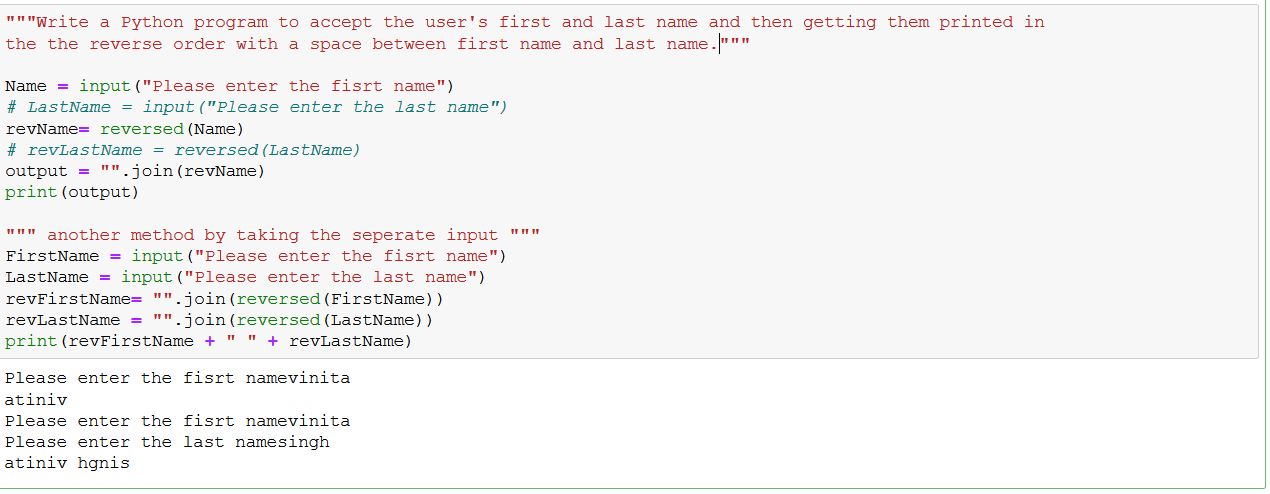 """Write a Python program to accept the user's first and last name and then getting them printed in
the the reverse order with a space between first name and last name."""
Name = input("Please enter the fisrt name")
# LastName = input("Please enter the last name")
revName= reversed(Name)
# revLastName = reversed(LastName)
output = "".join(revName)
print(output)
""" another method by taking the seperate input """
FirstName = input("Please enter the fisrt name")
LastName = input("Please enter the last name")
revFirstName= "".join(reversed(FirstName))
revLastName = "".join(reversed(LastName))
print(revFirstName + " " + revLastName)
Please enter the fisrt namevinita
ativiv
Please enter the fisrt namevinita
Please enter the last namesingh
atiniv hgnis